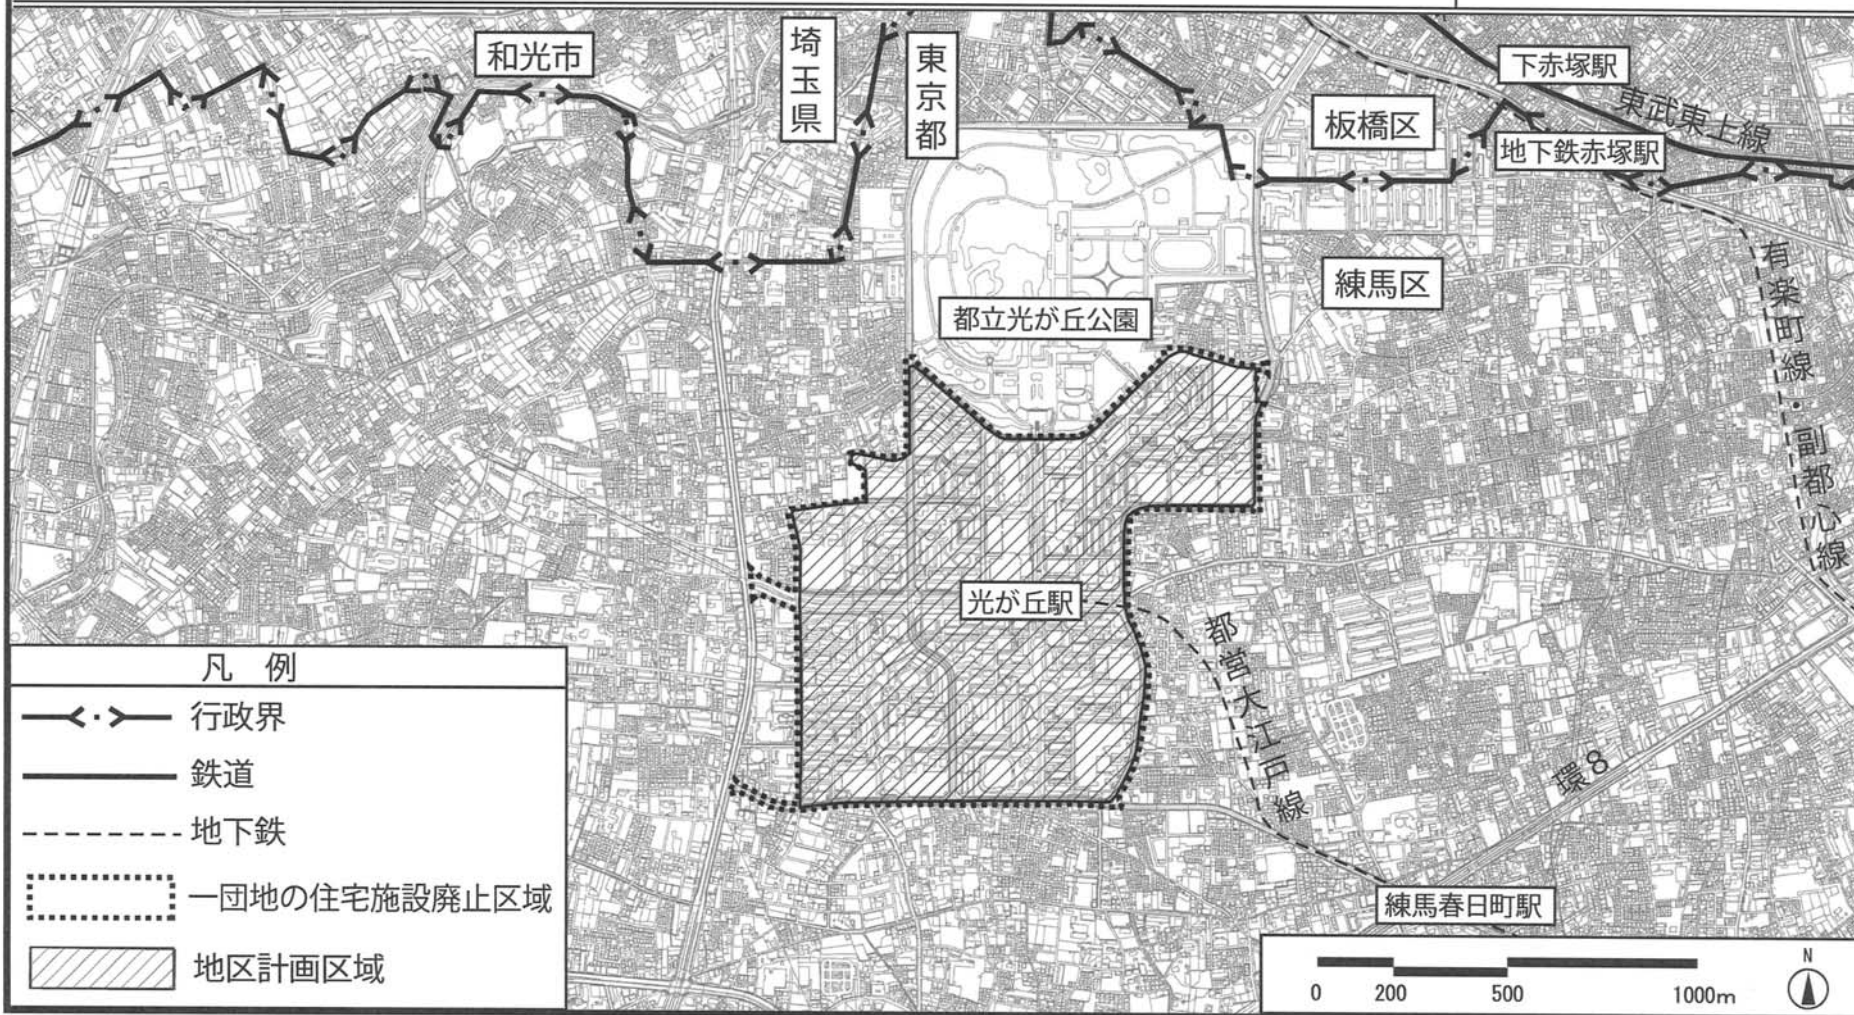 和光市
埼玉県
東京都
下赤塚駅
東武東上線
板橋区
地下鉄赤塚駅
練馬区
有楽町線・副都心線
都立光が丘公園
光が丘駅
都営大江戸線
環8
練馬春日町駅
凡 例
行政界
鉄道
地下鉄
一団地の住宅施設廃止区域
地区計画区域
0 200 500 1000m
N